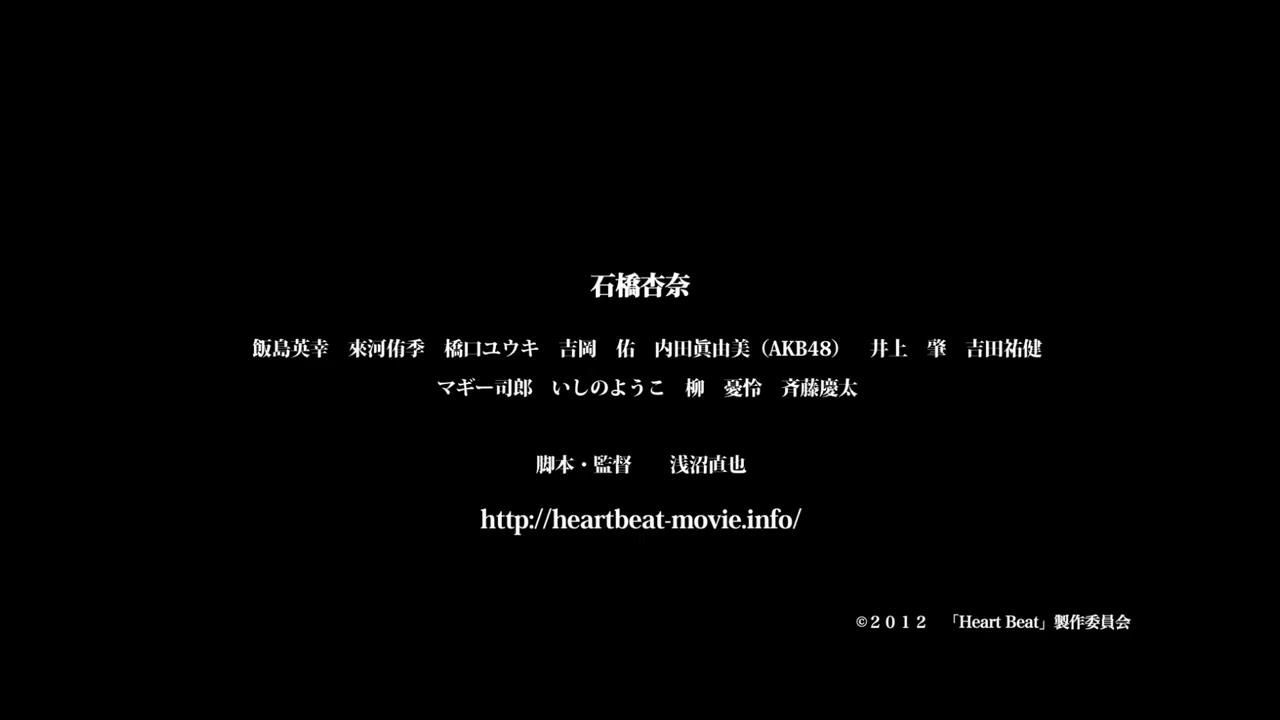 石橋杏奈
飯島英幸　來河侑季　橋口ユウキ　吉岡　佑　内田眞由美（AKB48）　井上　肇　吉田祐健
マギー司郎　いしのようこ　柳　憂怜　斉藤慶太
脚本・監督　　浅沼直也
http://heartbeat-movie.info/
©２０１２　「Heart Beat」製作委員会